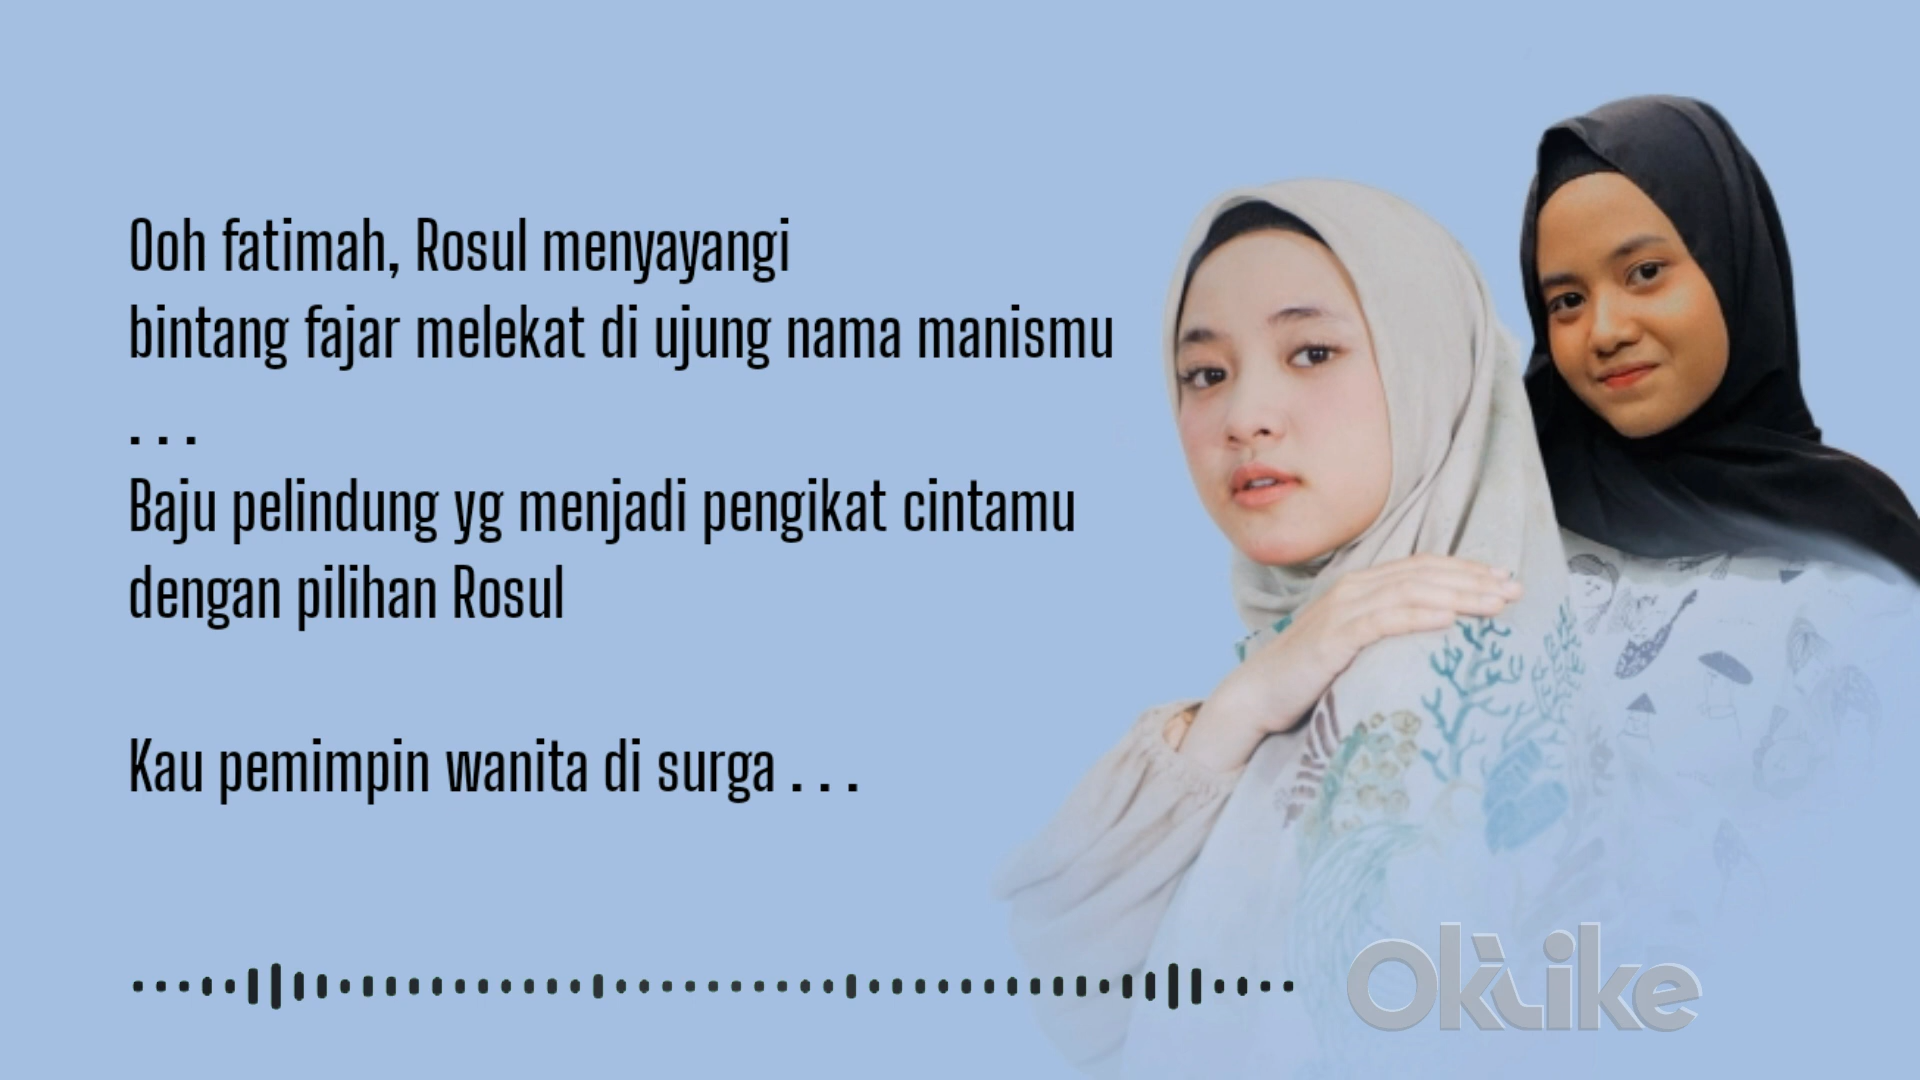 Ooh fatimah, Rosul menyayangi
bintang fajar melekat di ujung nama manismu
. . .
Baju pelindung yg menjadi pengikat cintamu
dengan pilihan Rosul
Kau pemimpin wanita di surga . . .
OkLike